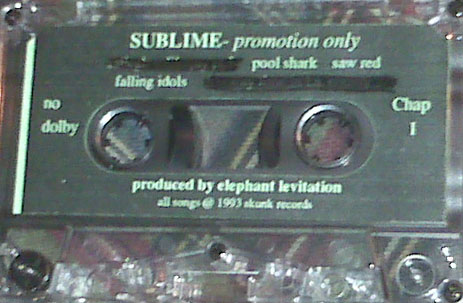 SUBLIME- promotion only
pool shark saw red
falling idols
no
dolby
Chap
I
produced by elephant levitation
all songs @ 1993 skunk records